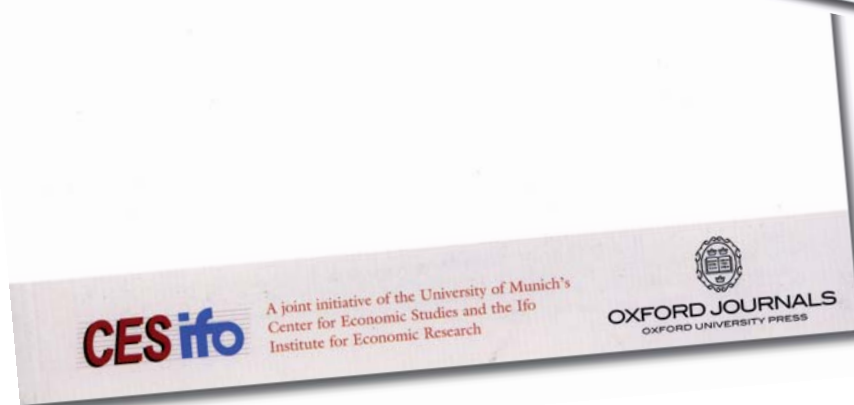 CESifo
A joint initiative of the University of Munich's
Center for Economic Studies and the Ifo
Institute for Economic Research
OXFORD JOURNALS
OXFORD UNIVERSITY PRESS